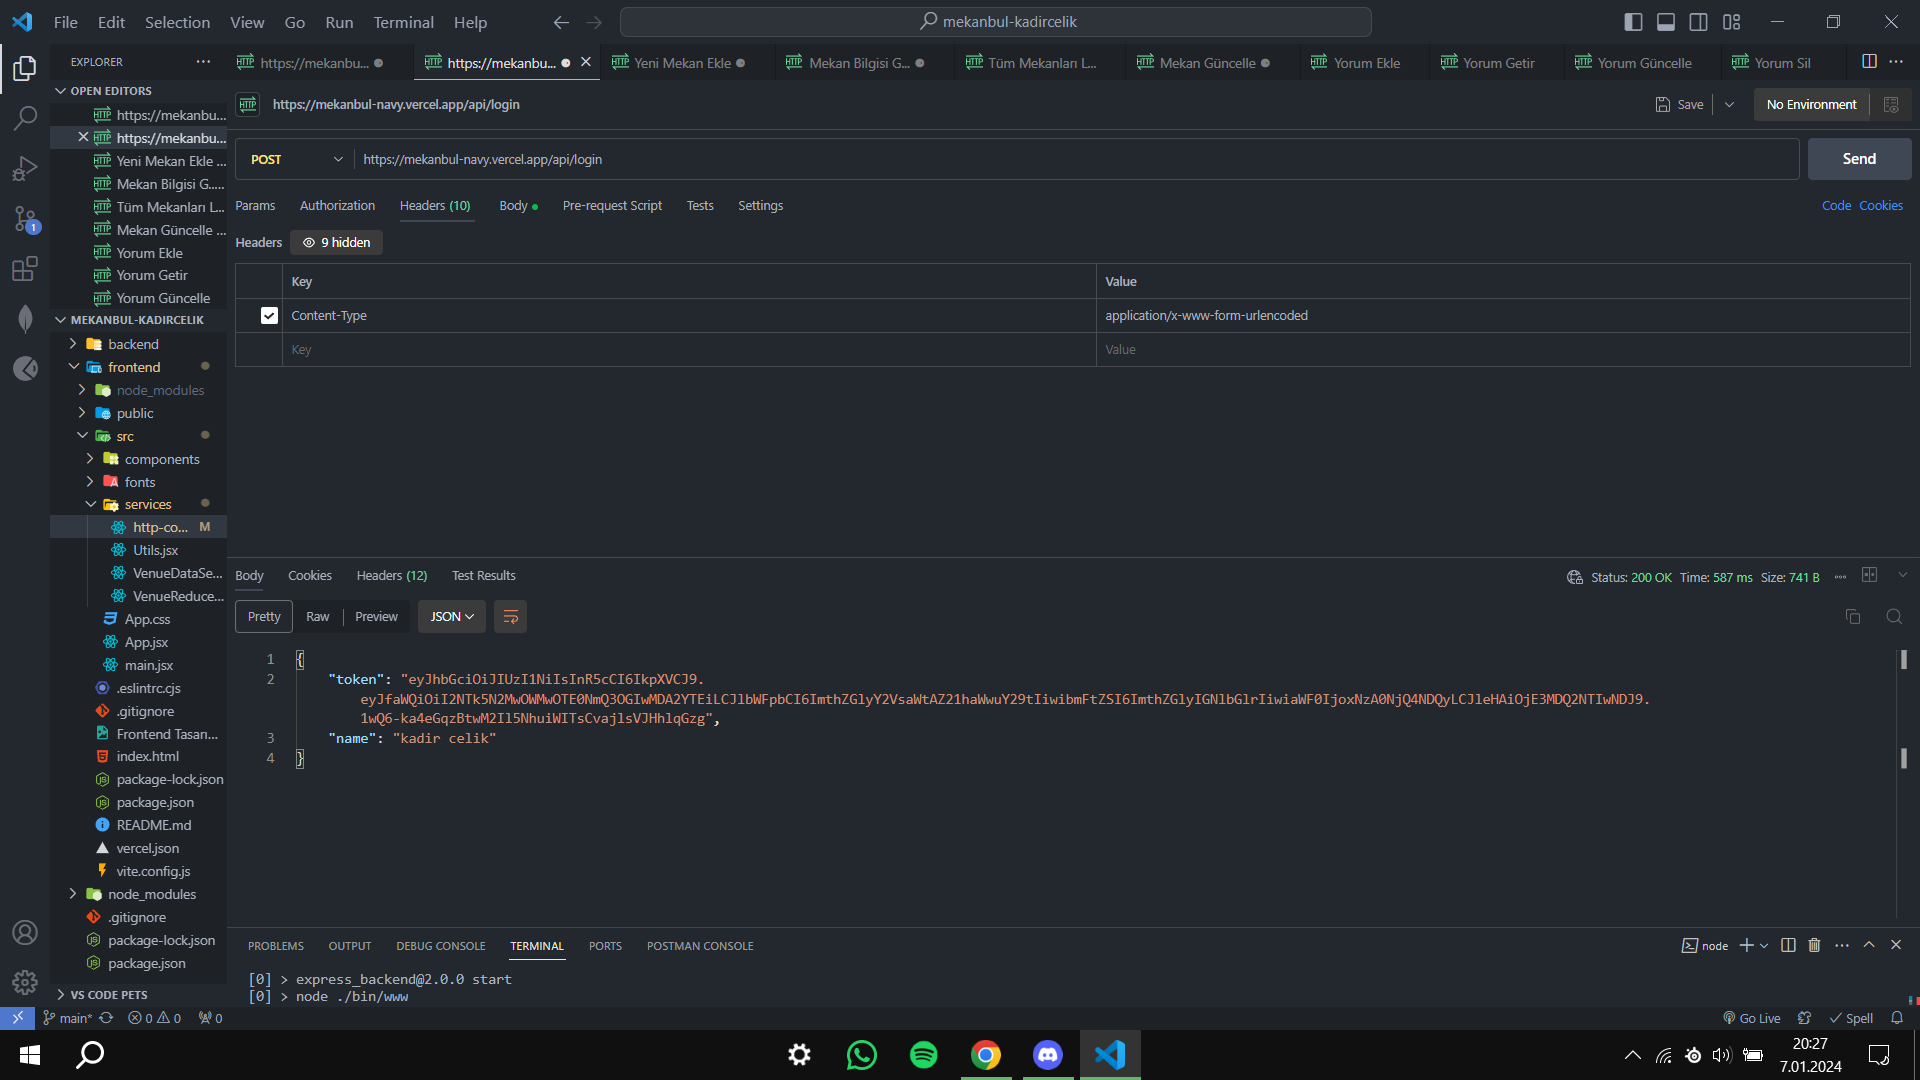 File Edit Selection View Go Run Terminal Help
mekanbul-kadircelik
EXPLORER
https://mekanbu...
https://mekanbu...
Yeni Mekan Ekle
Mekan Bilgisi G...
Tüm Mekanları L...
Mekan Güncelle
Yorum Ekle
Yorum Getir
Yorum Güncelle
Yorum Sil
OPEN EDITORS
https://mekanbu...
https://mekanbu...
Yeni Mekan Ekle ...
Mekan Bilgisi G.....
Tüm Mekanları L...
Mekan Güncelle ...
Yorum Ekle
Yorum Getir
Yorum Güncelle
MEKANBUL-KADIRCELIK
backend
frontend
node_modules
public
src
components
fonts
services
http-co... M
Utils.jsx
VenueDataSe...
VenueReduce...
App.css
App.jsx
main.jsx
.eslintrc.cjs
.gitignore
Frontend Tasarı...
index.html
package-lock.json
package.json
README.md
vercel.json
vite.config.js
node_modules
.gitignore
package-lock.json
package.json
VS CODE PETS
HTTP https://mekanbul-navy.vercel.app/api/login
Save
No Environment
POST https://mekanbul-navy.vercel.app/api/login
Send
Params Authorization Headers (10) Body Pre-request Script Tests Settings
Code Cookies
Headers 9 hidden
Key Value
Content-Type application/x-www-form-urlencoded
Key Value
Body Cookies Headers (12) Test Results
Status: 200 OK Time: 587 ms Size: 741 B
Pretty Raw Preview JSON
1 {
2 "token": "eyJhbGciOiJIUzI1NiIsInR5cCI6IkpXVCJ9.
eyJfaWQiOiI2NTk5N2MwOWMwOTE0NmQ3OGIwMDA2YTEiLCJlbWFpbCI6ImthZGlyY2VsaWtAZ21haWwuY29tIiwibmFtZSI6ImthZGlyIGNlbGlrIiwiaWF0IjoxNzA0NjQ4NDQyLCJleHAiOjE3MDQ2NTIwNDJ9.
1wQ6-ka4eGqzBtwM2Il5NhuiWITsCvajlsVJHhlqGzg",
3 "name": "kadir celik"
4 }
PROBLEMS OUTPUT DEBUG CONSOLE TERMINAL PORTS POSTMAN CONSOLE
node
[0] > express_backend@2.0.0 start
[0] > node ./bin/www
main* 0 0 0
Go Live Spell
20:27
7.01.2024